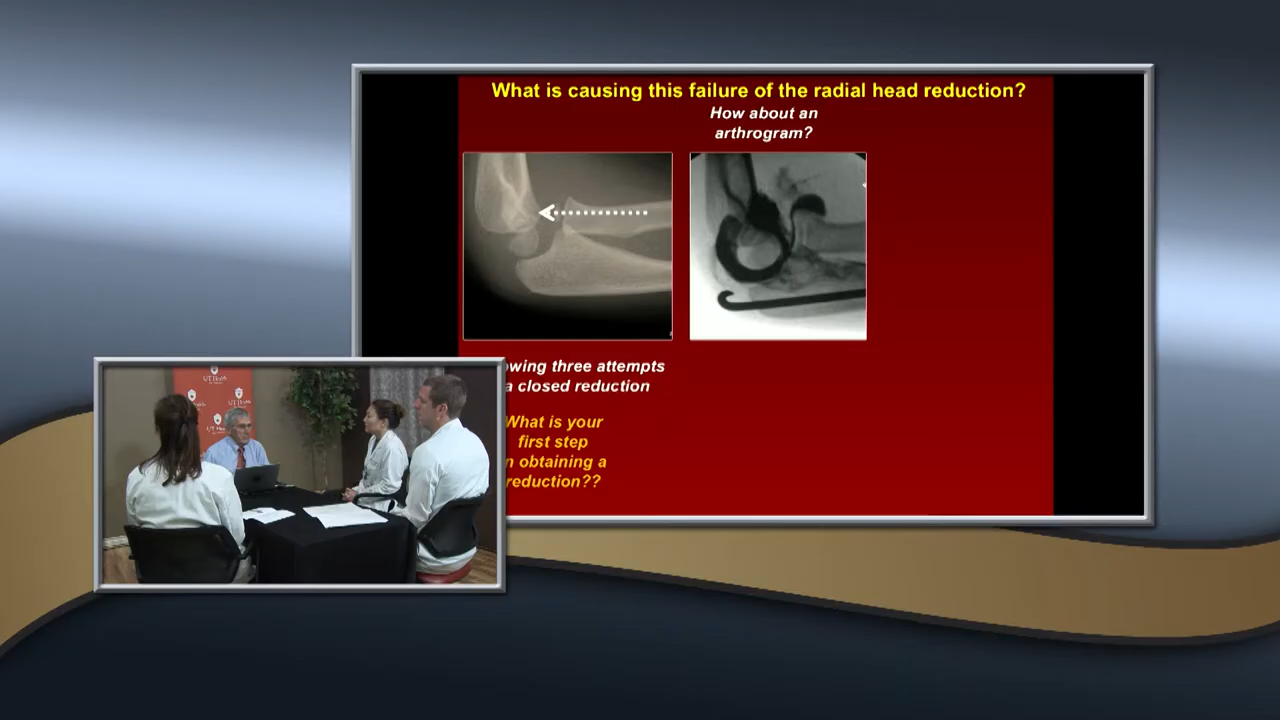 What is causing this failure of the radial head reduction?
How about an
arthrogram?
owing three attempts
a closed reduction
What is your
first step
n obtaining a
reduction??